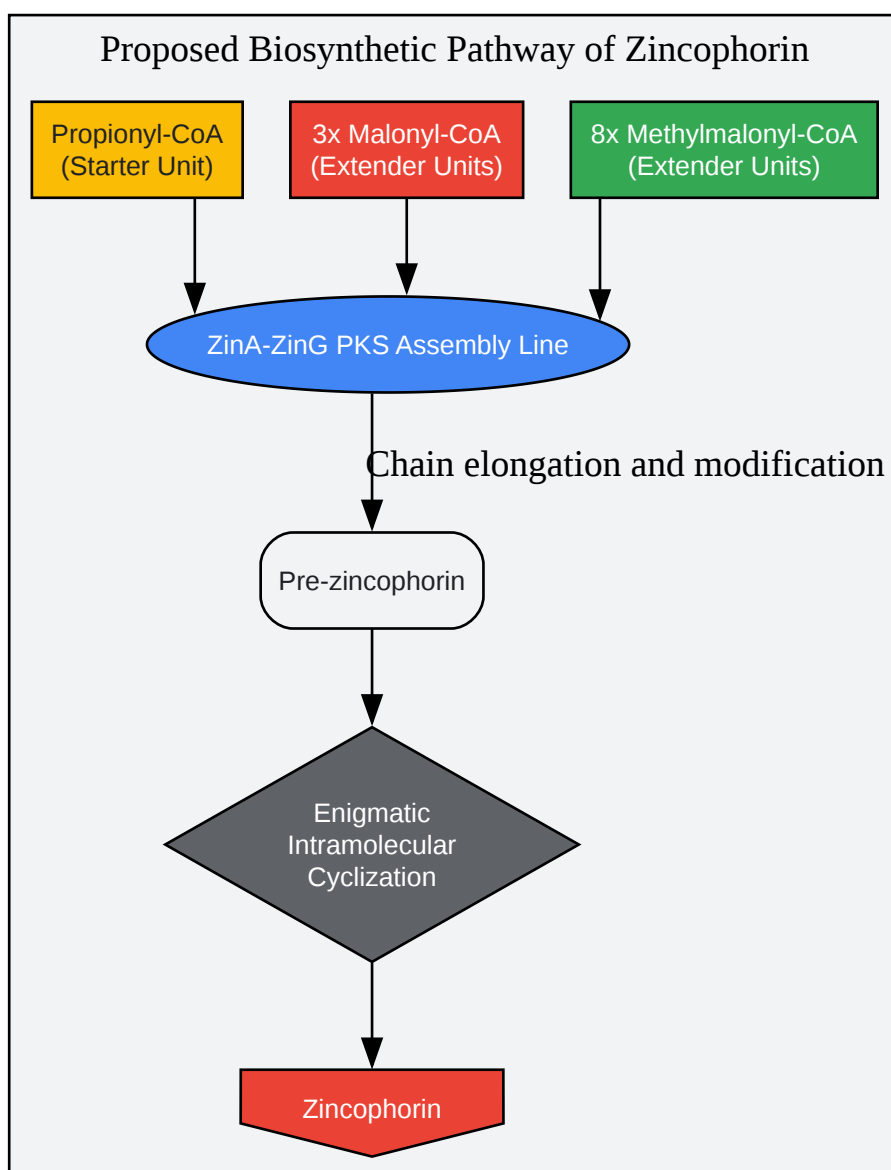 Proposed Biosynthetic Pathway of Zincophorin
Propionyl-CoA
(Starter Unit)
3x Malonyl-CoA
(Extender Units)
8x Methylmalonyl-CoA
(Extender Units)
ZinA-ZinG PKS Assembly Line
Chain elongation and modification
Pre-zincophorin
Enigmatic
Intramolecular
Cyclization
Zincophorin